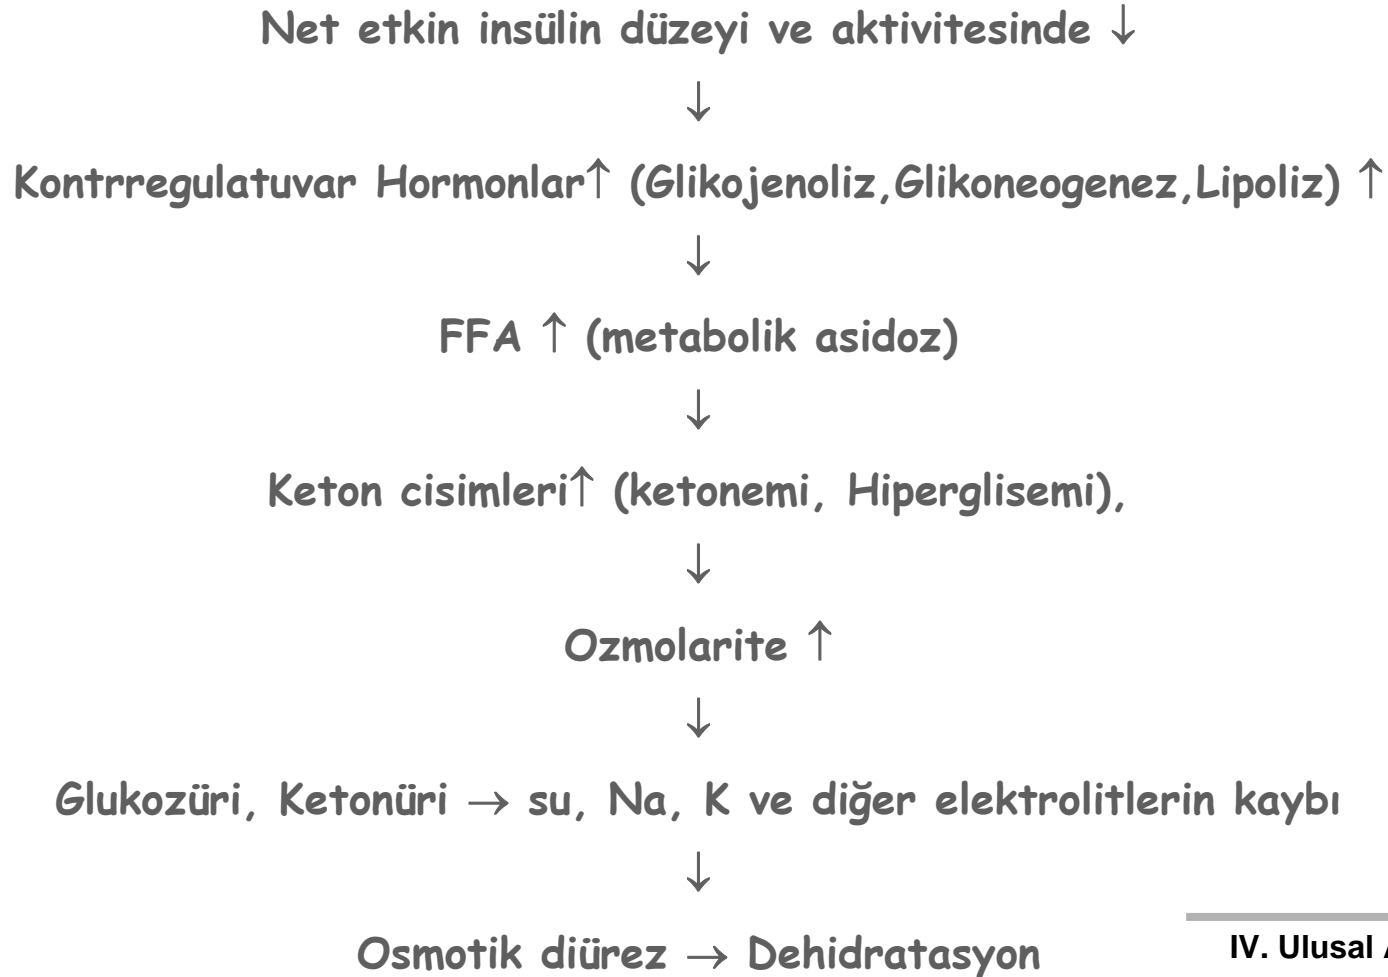 Net etkin insülin düzeyi ve aktivitesinde ↓
↓
Kontrregulatuvar Hormonlar↑ (Glikojenoliz,Glikoneogenez,Lipoliz) ↑
↓
FFA ↑ (metabolik asidoz)
↓
Keton cisimleri↑ (ketonemi, Hiperglisemi),
↓
Ozmolarite ↑
↓
Glukozüri, Ketonüri → su, Na, K ve diğer elektrolitlerin kaybı
↓
Osmotik diürez → Dehidratasyon
IV. Ulusal A